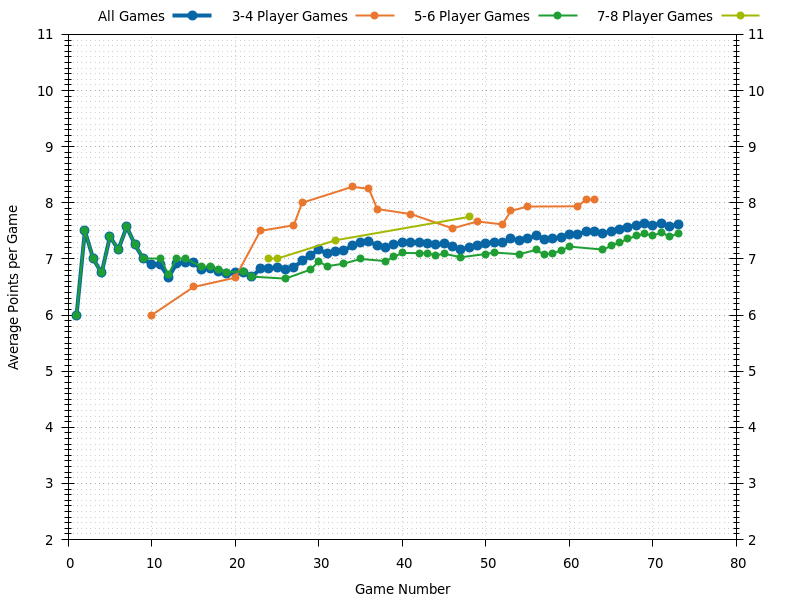 All Games 3-4 Player Games 5-6 Player Games 7-8 Player Games
11 11
10 10
9 9
8 8
7 7
6 6
5 5
4 4
3 3
2 2
Average Points per Game
0 10 20 30 40 50 60 70 80
Game Number